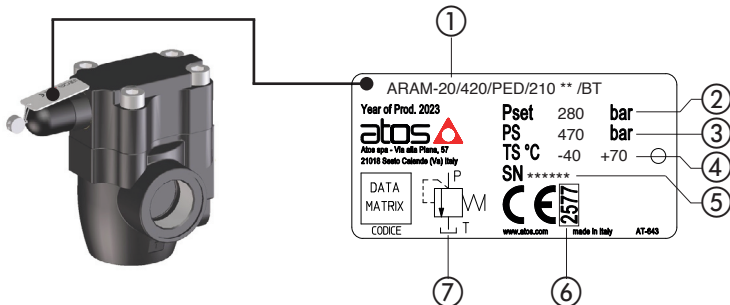 ①
ARAM-20/420/PED/210 ** /BT
Year of Prod. 2023
atos
Atos spa - Via alla Piana, 57
21018 Sesto Calende (Va) Italy
Pset 280 bar ②
PS 470 bar ③
TS °C -40 +70 ④
SN ****** ⑤
DATA
MATRIX
CODICE
P
T
CE 2577
www.atos.com made in Italy AT-643
⑦ ⑥